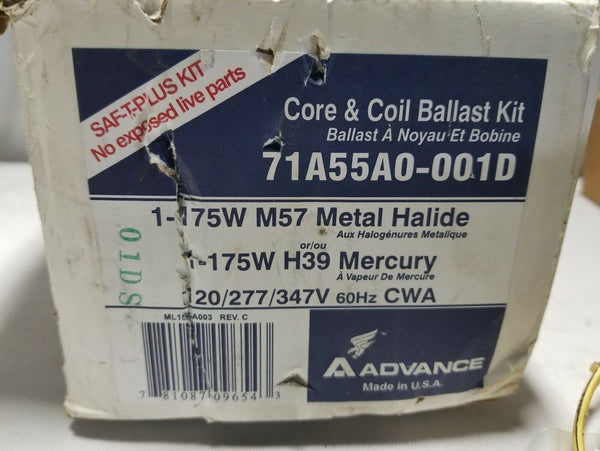 SAF-T-PLUS KIT
No exposed live parts
Core & Coil Ballast Kit
Ballast À Noyau Et Bobine
71A55A0-001D
1-175W M57 Metal Halide
Aux Halogénures Metalique
or/ou
1-175W H39 Mercury
À Vapeur De Mercure
120/277/347V 60Hz CWA
01DS
REV. C
ADVANCE
Made in U.S.A.
7 81087 09654 3